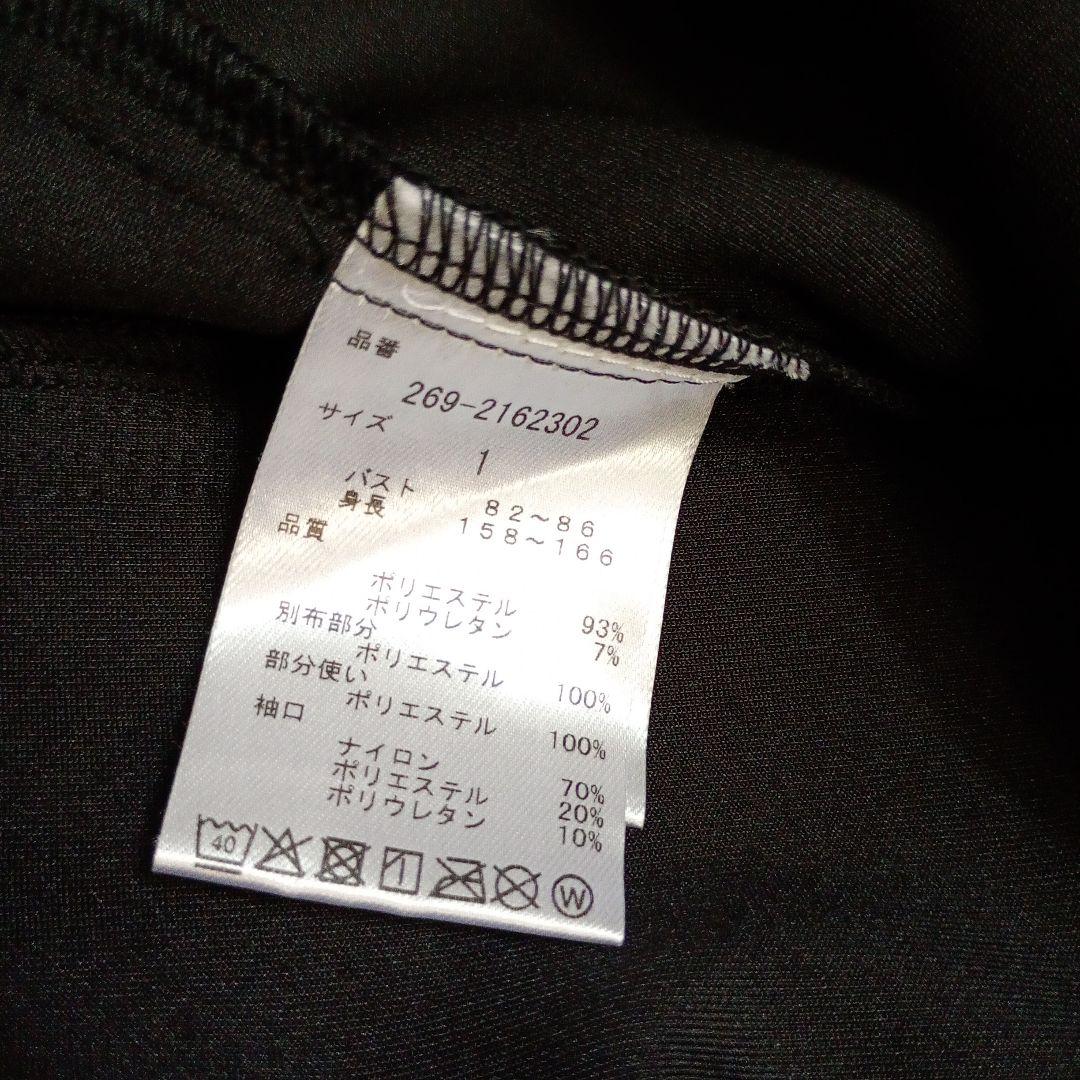 品番
269-2162302
サイズ
1
バスト 82～86
身長 158～166
品質
ポリエステル 93%
ポリウレタン 7%
別布部分
ポリエステル 100%
部分使い
ポリエステル 100%
袖口
ナイロン 70%
ポリエステル 20%
ポリウレタン 10%
40 W